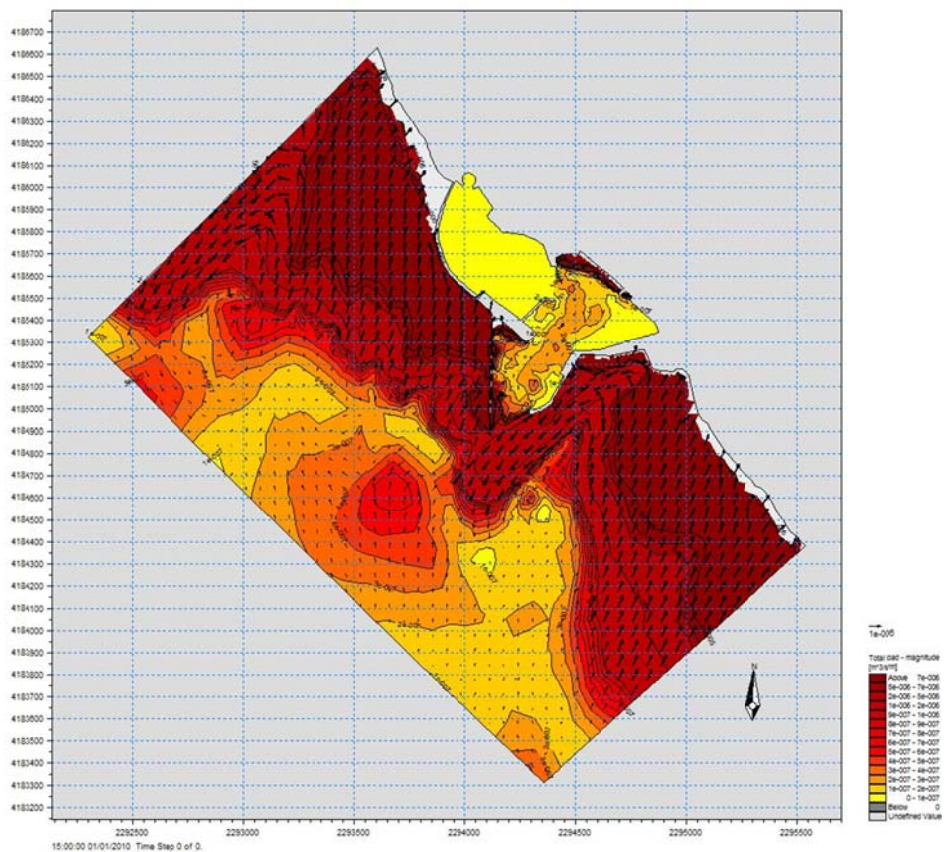 4186700
4186600
4186500
4186400
4186300
4186200
4186100
4186000
4185900
4185800
4185700
4185600
4185500
4185400
4185300
4185200
4185100
4185000
4184900
4184800
4184700
4184600
4184500
4184400
4184300
4184200
4184100
4184000
4183900
4183800
4183700
4183600
4183500
4183400
4183300
4183200
2292500 2293000 2293500 2294000 2294500 2295000 2295500
15:00:00 01/01/2010 Time Step 0 of 0.
N
1e-006
Total load - magnitude
[m^3/s/m]
Above 7e-006
5e-006 - 7e-006
2e-006 - 5e-006
1e-006 - 2e-006
9e-007 - 1e-006
8e-007 - 9e-007
7e-007 - 8e-007
6e-007 - 7e-007
5e-007 - 6e-007
4e-007 - 5e-007
3e-007 - 4e-007
2e-007 - 3e-007
1e-007 - 2e-007
0 - 1e-007
Below 0
Undefined Value